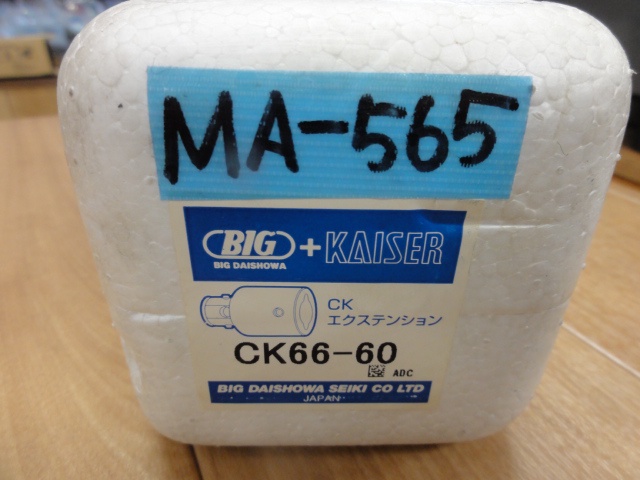 MA-565
BIG + KAISER
BIG DAISHOWA
CK
エクステンション
CK66-60
ADC
BIG DAISHOWA SEIKI CO LTD
JAPAN